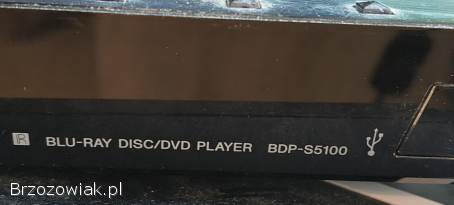 R BLU-RAY DISC/DVD PLAYER BDP-S5100
Brzozowiak.pl